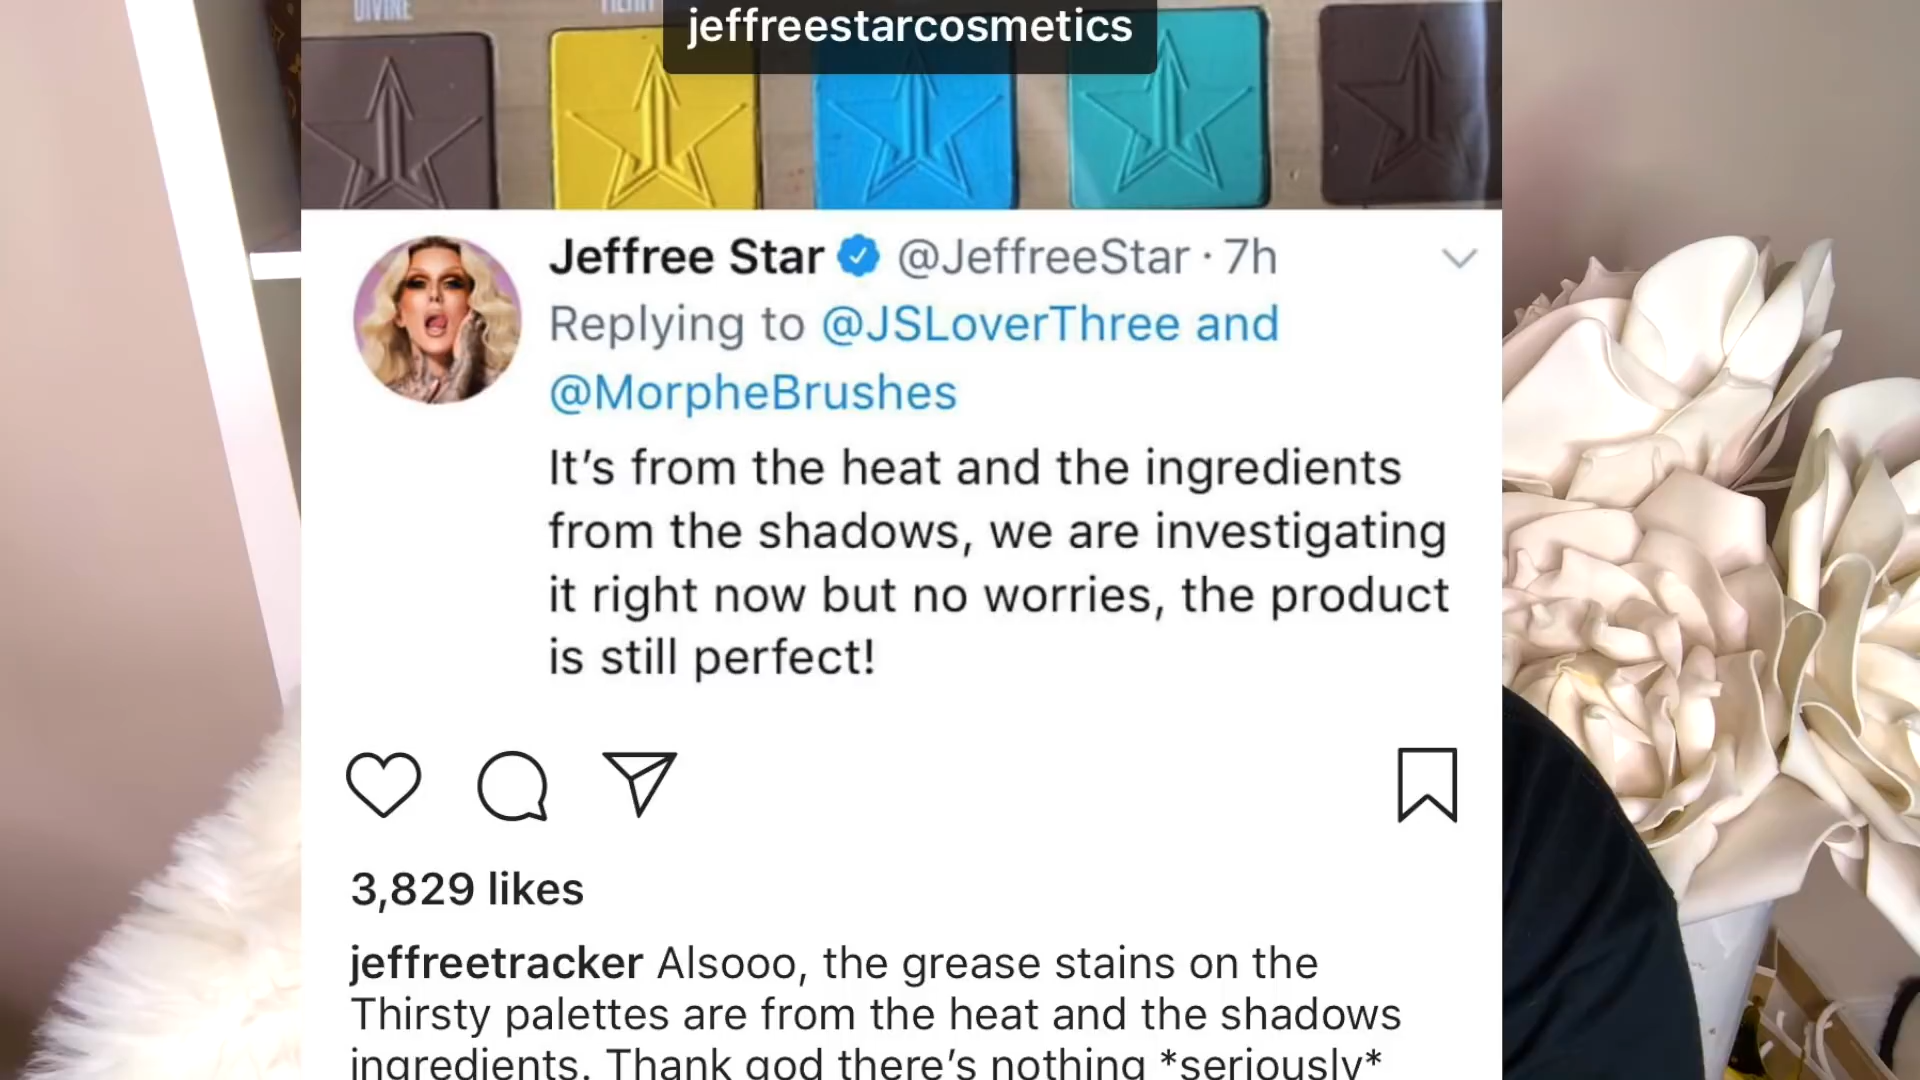 DIVINE
jeffreestarcosmetics
Jeffree Star @JeffreeStar · 7h
Replying to @JSLoverThree and
@MorpheBrushes
It's from the heat and the ingredients
from the shadows, we are investigating
it right now but no worries, the product
is still perfect!
3,829 likes
jeffreetracker Alsooo, the grease stains on the
Thirsty palettes are from the heat and the shadows
ingredients. Thank god there's nothing *seriously*